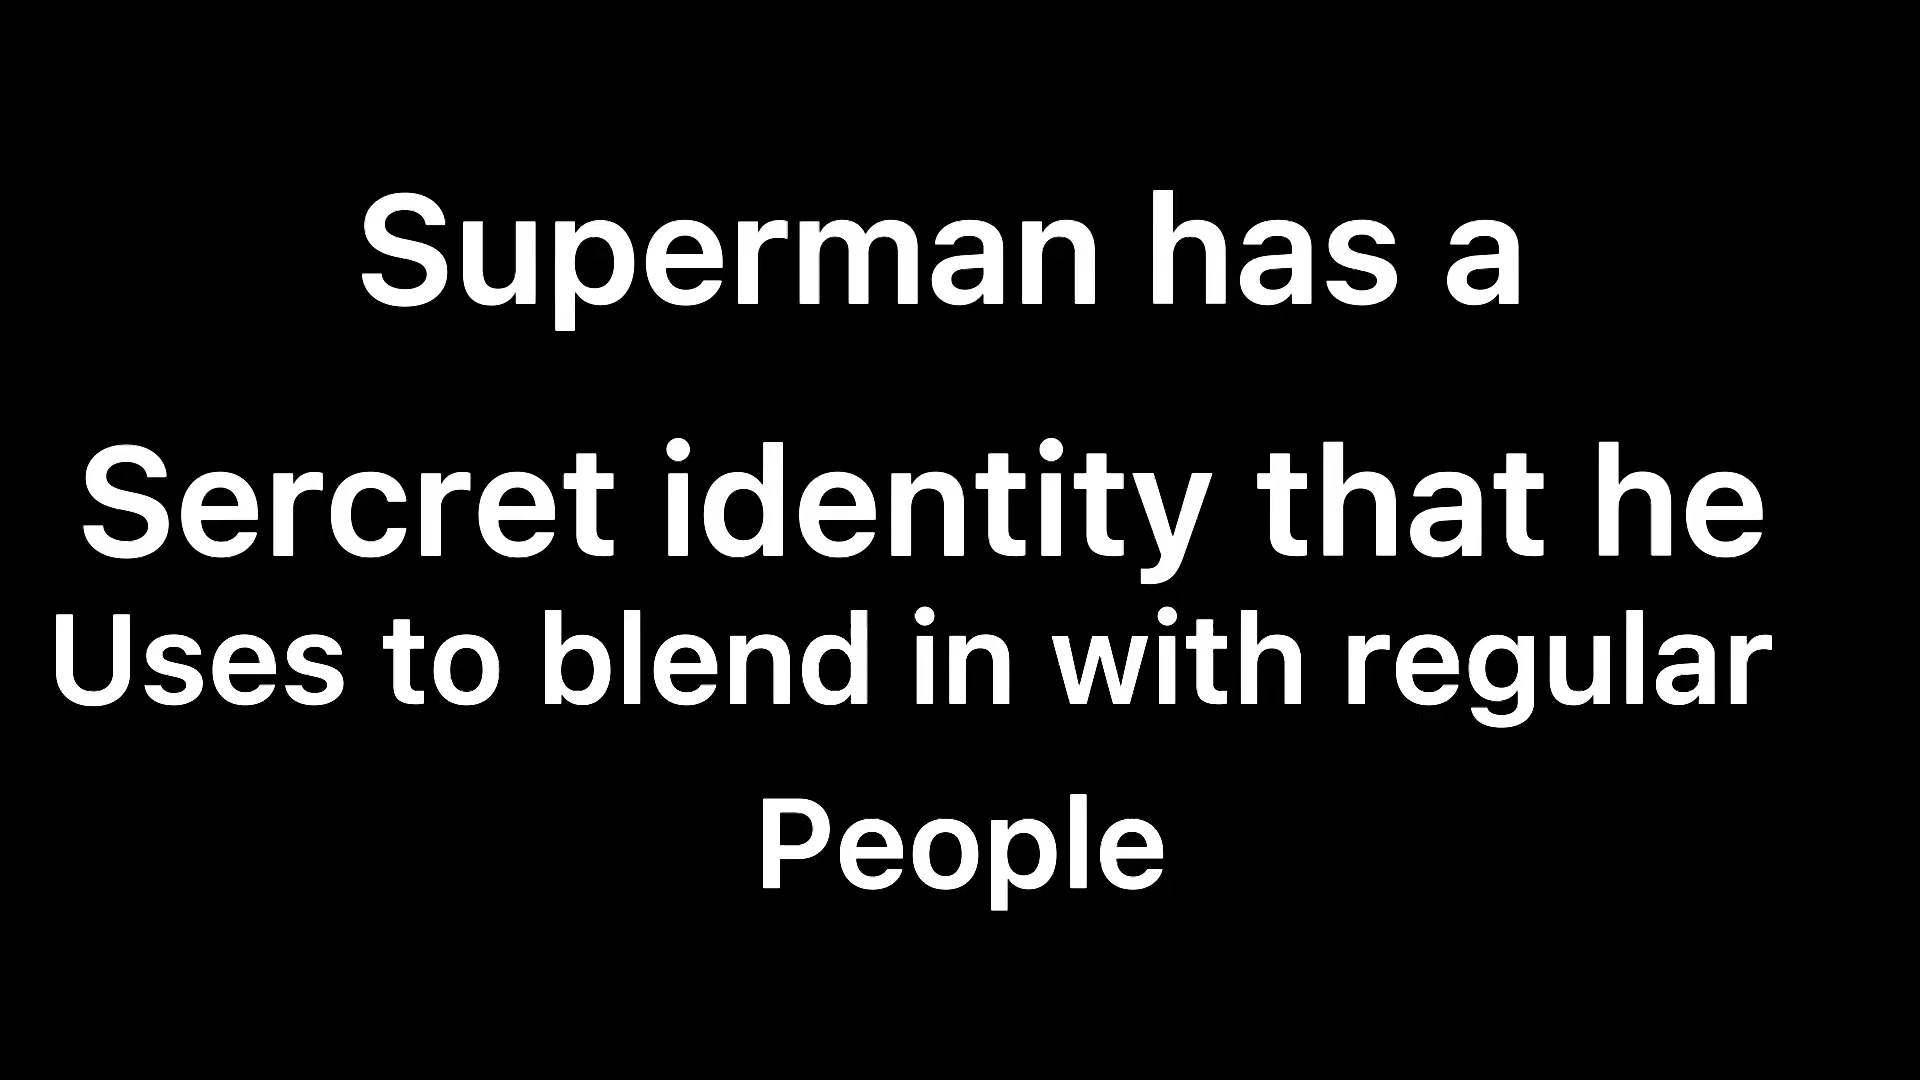 Superman has a
Sercret identity that he
Uses to blend in with regular
People